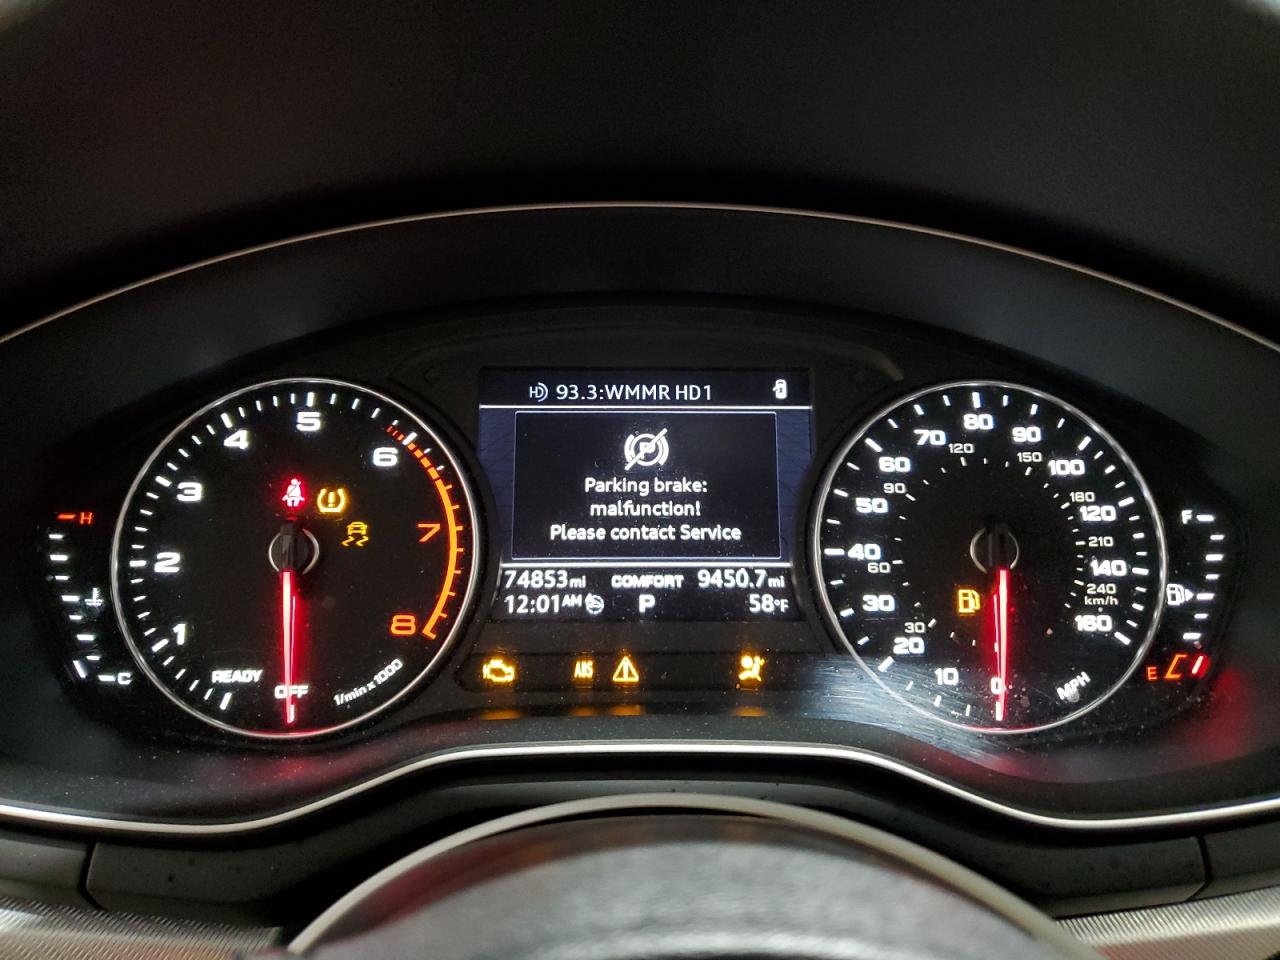 HD 93.3:WMMR HD1
P
Parking brake:
malfunction!
Please contact Service
74853mi COMFORT 9450.7mi
12:01AM P 58°F
H
C
1
2
3
4
5
6
7
8
READY
OFF
1/min x 1000
ABS
0
10
20
30
40
50
60
70
80
90
100
120
140
160
MPH
30
60
90
120
150
180
210
240
km/h
F
E